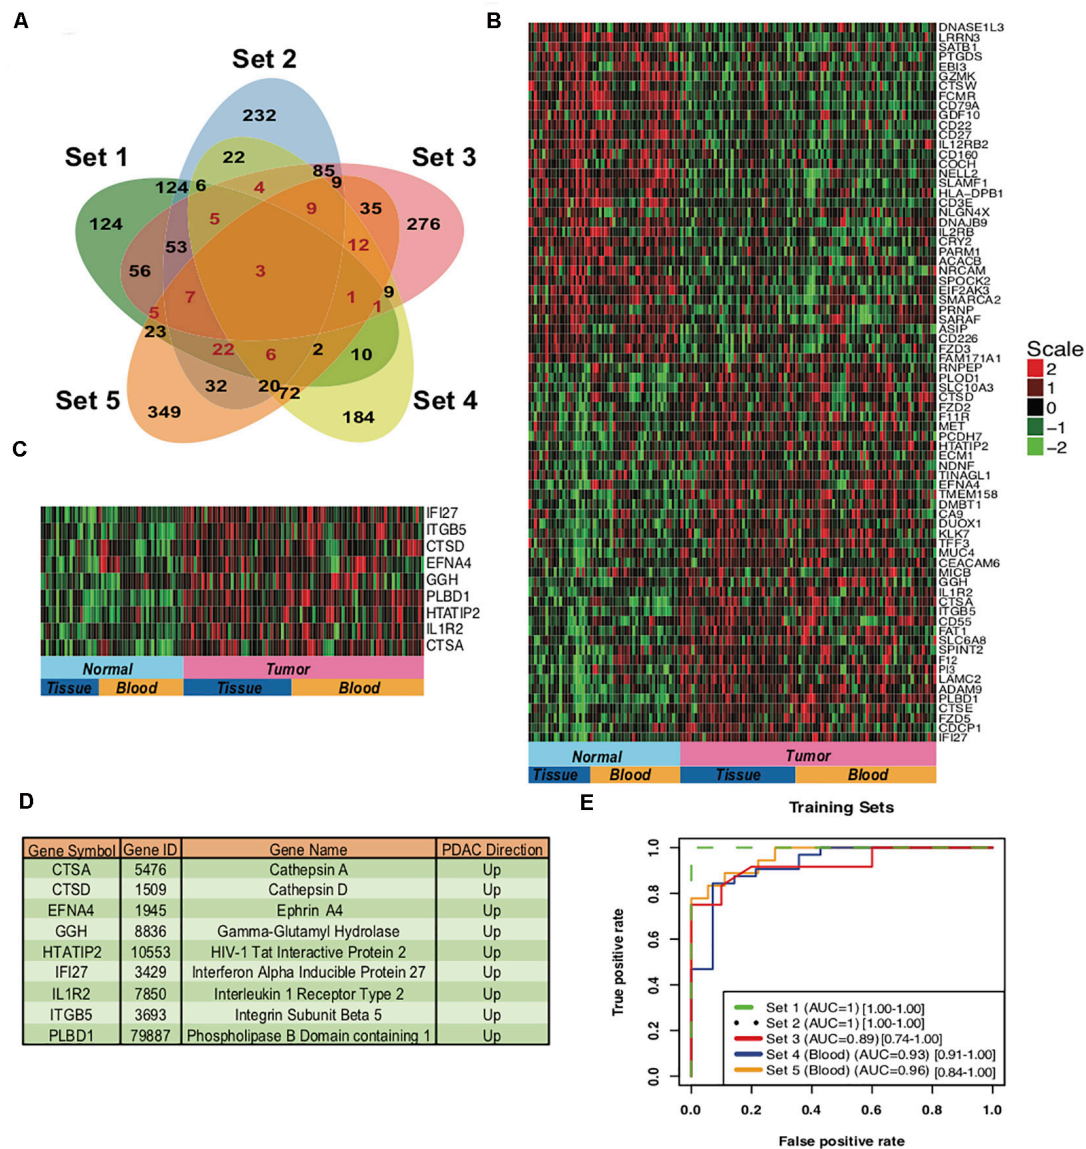 A
Set 2
232
Set 1
22
Set 3
85
124 6
4
9
124
5
9
35
276
53
12
56
3
7
1
9
5
1
23
22
6
2
10
Set 5
32
20
72
Set 4
349
184
B
DNASE1L3
LRRN3
SATB1
PTGDS
EBI3
GZMK
CTSW
FCMR
CD79A
GDF10
CD22
CD27
IL12RB2
CD160
COCH
NELL2
SLAMF1
HLA-DPB1
CD3E
NLGN4X
DNAJB9
IL2RB
CRY2
PARM1
ACACB
NRCAM
SPOCK2
EIF2AK3
SMARCA2
PRNP
SARAF
ASIP
CD226
FZD3
FAM171A1
RNPEP
PLOD1
SLC10A3
CTSD
FZD2
F11R
MET
PCDH7
HTATIP2
ECM1
NDNF
TINAGL1
EFNA4
TMEM158
DMBT1
CA9
DUOX1
KLK7
TFF3
MUC4
CEACAM6
MICB
GGH
IL1R2
CTSA
ITGB5
CD55
FAT1
SLC6A8
SPINT2
F12
PI3
LAMC2
ADAM9
PLBD1
CTSE
FZD5
CDCP1
IFI27
Normal Tumor
Tissue Blood Tissue Blood
Scale
2
1
0
−1
−2
C
IFI27
ITGB5
CTSD
EFNA4
GGH
PLBD1
HTATIP2
IL1R2
CTSA
Normal Tumor
Tissue Blood Tissue Blood
D
Gene Symbol Gene ID Gene Name PDAC Direction
CTSA 5476 Cathepsin A Up
CTSD 1509 Cathepsin D Up
EFNA4 1945 Ephrin A4 Up
GGH 8836 Gamma-Glutamyl Hydrolase Up
HTATIP2 10553 HIV-1 Tat Interactive Protein 2 Up
IFI27 3429 Interferon Alpha Inducible Protein 27 Up
IL1R2 7850 Interleukin 1 Receptor Type 2 Up
ITGB5 3693 Integrin Subunit Beta 5 Up
PLBD1 79887 Phospholipase B Domain containing 1 Up
E
Training Sets
True positive rate
1.0
0.8
0.6
0.4
0.2
0.0
Set 1 (AUC=1) [1.00-1.00]
Set 2 (AUC=1) [1.00-1.00]
Set 3 (AUC=0.89) [0.74-1.00]
Set 4 (Blood) (AUC=0.93) [0.91-1.00]
Set 5 (Blood) (AUC=0.96) [0.84-1.00]
0.0 0.2 0.4 0.6 0.8 1.0
False positive rate